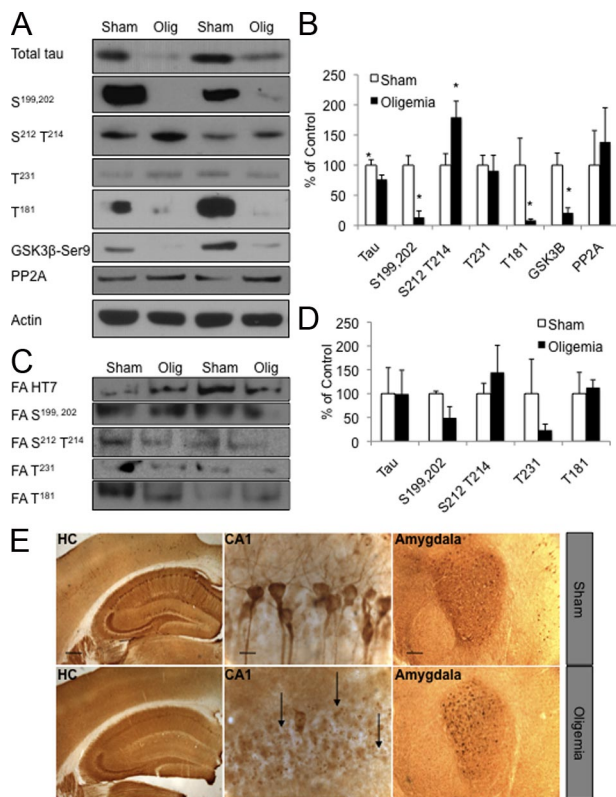 A
Sham Olig Sham Olig
Total tau
S199,202
S212 T214
T231
T181
GSK3β-Ser9
PP2A
Actin
B
250
200
150
100
50
0
% of Control
Sham
Oligemia
* * * * *
Tau
S199,202
S212 T214
T231
T181
GSK3B
PP2A
C
Sham Olig Sham Olig
FA HT7
FA S199, 202
FA S212 T214
FA T231
FA T181
D
250
200
150
100
50
0
% of Control
Sham
Oligemia
Tau
S199,202
S212 T214
T231
T181
E
HC CA1 Amygdala
Sham
HC CA1 Amygdala
Oligemia